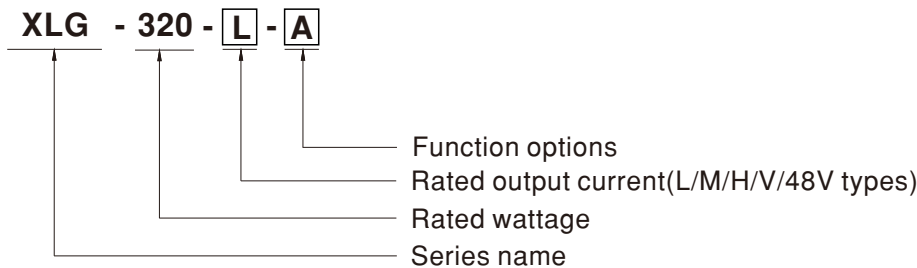 XLG - 320 - L - A
Function options
Rated output current(L/M/H/V/48V types)
Rated wattage
Series name